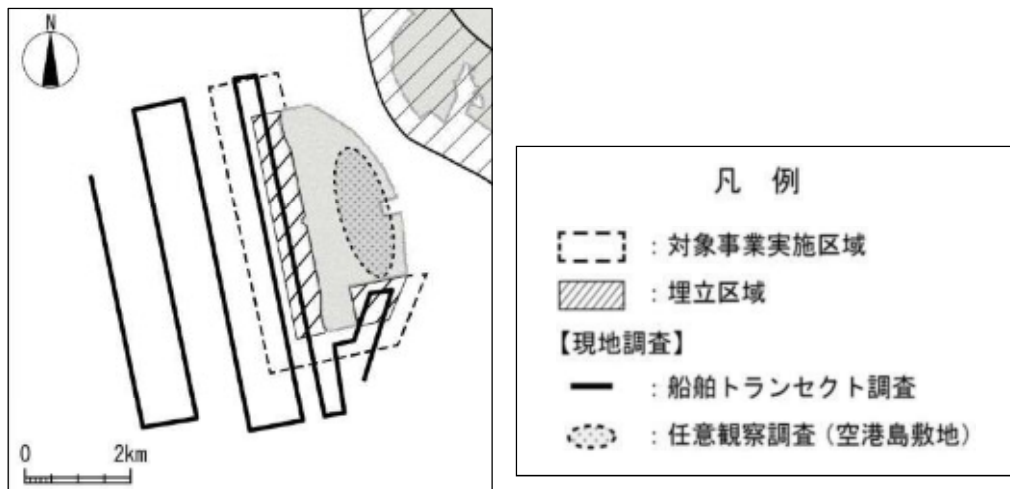 N
0 2km
凡 例
：対象事業実施区域
：埋立区域
【現地調査】
：船舶トランセクト調査
：任意観察調査（空港島敷地）